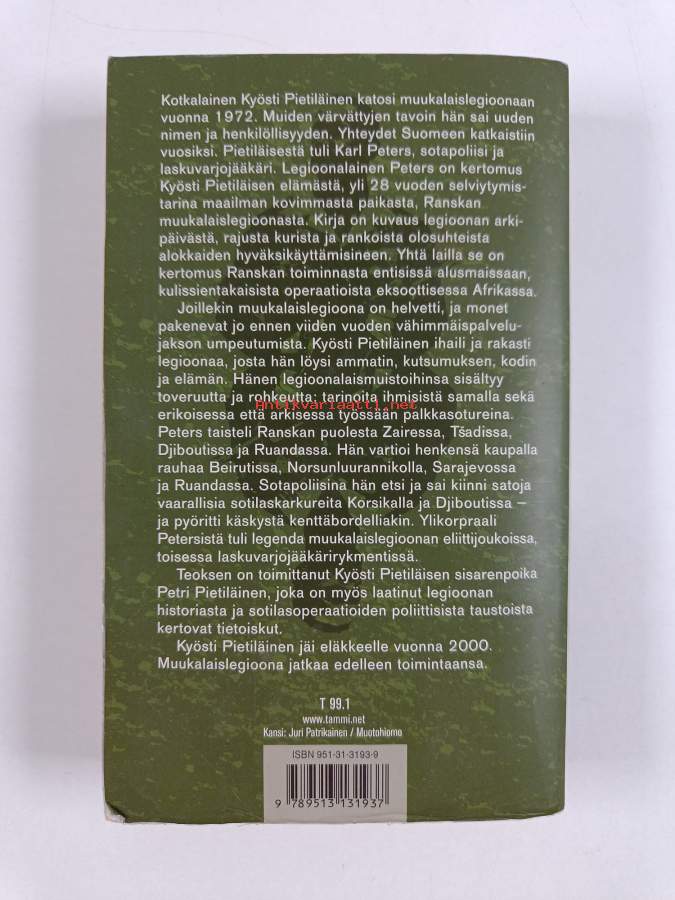 Kotkalainen Kyösti Pietiläinen katosi muukalaislegioonaan
vuonna 1972. Muiden värvättyjen tavoin hän sai uuden
nimen ja henkilöllisyyden. Yhteydet Suomeen katkaistiin
vuosiksi. Pietiläisestä tuli Karl Peters, sotapoliisi ja
laskuvarjojääkäri. Legioonalainen Peters on kertomus
Kyösti Pietiläisen elämästä, yli 28 vuoden selviytymis-
tarina maailman kovimmasta paikasta, Ranskan
muukalaislegioonasta. Kirja on kuvaus legioonan arki-
päivästä, rajusta kurista ja rankoista olosuhteista
alokkaiden hyväksikäyttämisineen. Yhtä lailla se on
kertomus Ranskan toiminnasta entisissä alusmaissaan,
kulissientakaisista operaatioista eksoottisessa Afrikassa.
Joillekin muukalaislegioona on helvetti, ja monet
pakenevat jo ennen viiden vuoden vähimmäispalvelu-
jakson umpeutumista. Kyösti Pietiläinen ihaili ja rakasti
legioonaa, josta hän löysi ammatin, kutsumuksen, kodin
ja elämän. Hänen legioonalaismuistoihinsa sisältyy
toveruutta ja rohkeutta; tarinoita ihmisistä samalla sekä
Antikvariaatti.net
erikoisessa että arkisessa työssään palkkasotureina.
Peters taisteli Ranskan puolesta Zairessa, Tšadissa,
Djiboutissa ja Ruandassa. Hän vartioi henkensä kaupalla
rauhaa Beirutissa, Norsunluurannikolla, Sarajevossa
ja Ruandassa. Sotapoliisina hän etsi ja sai kiinni satoja
vaarallisia sotilaskarkureita Korsikalla ja Djiboutissa –
ja pyöritti käskystä kenttäbordelliakin. Ylikorpraali
Petersistä tuli legenda muukalaislegioonan eliittijoukoissa,
toisessa laskuvarjojääkärirykmentissä.
Teoksen on toimittanut Kyösti Pietiläisen sisarenpoika
Petri Pietiläinen, joka on myös laatinut legioonan
historiasta ja sotilasoperaatioiden poliittisista taustoista
kertovat tietoiskut.
Kyösti Pietiläinen jäi eläkkeelle vuonna 2000.
Muukalaislegioona jatkaa edelleen toimintaansa.
T 99.1
www.tammi.net
Kansi: Juri Patrikainen / Muotohiomo
ISBN 951-31-3193-9
9 789513 131937